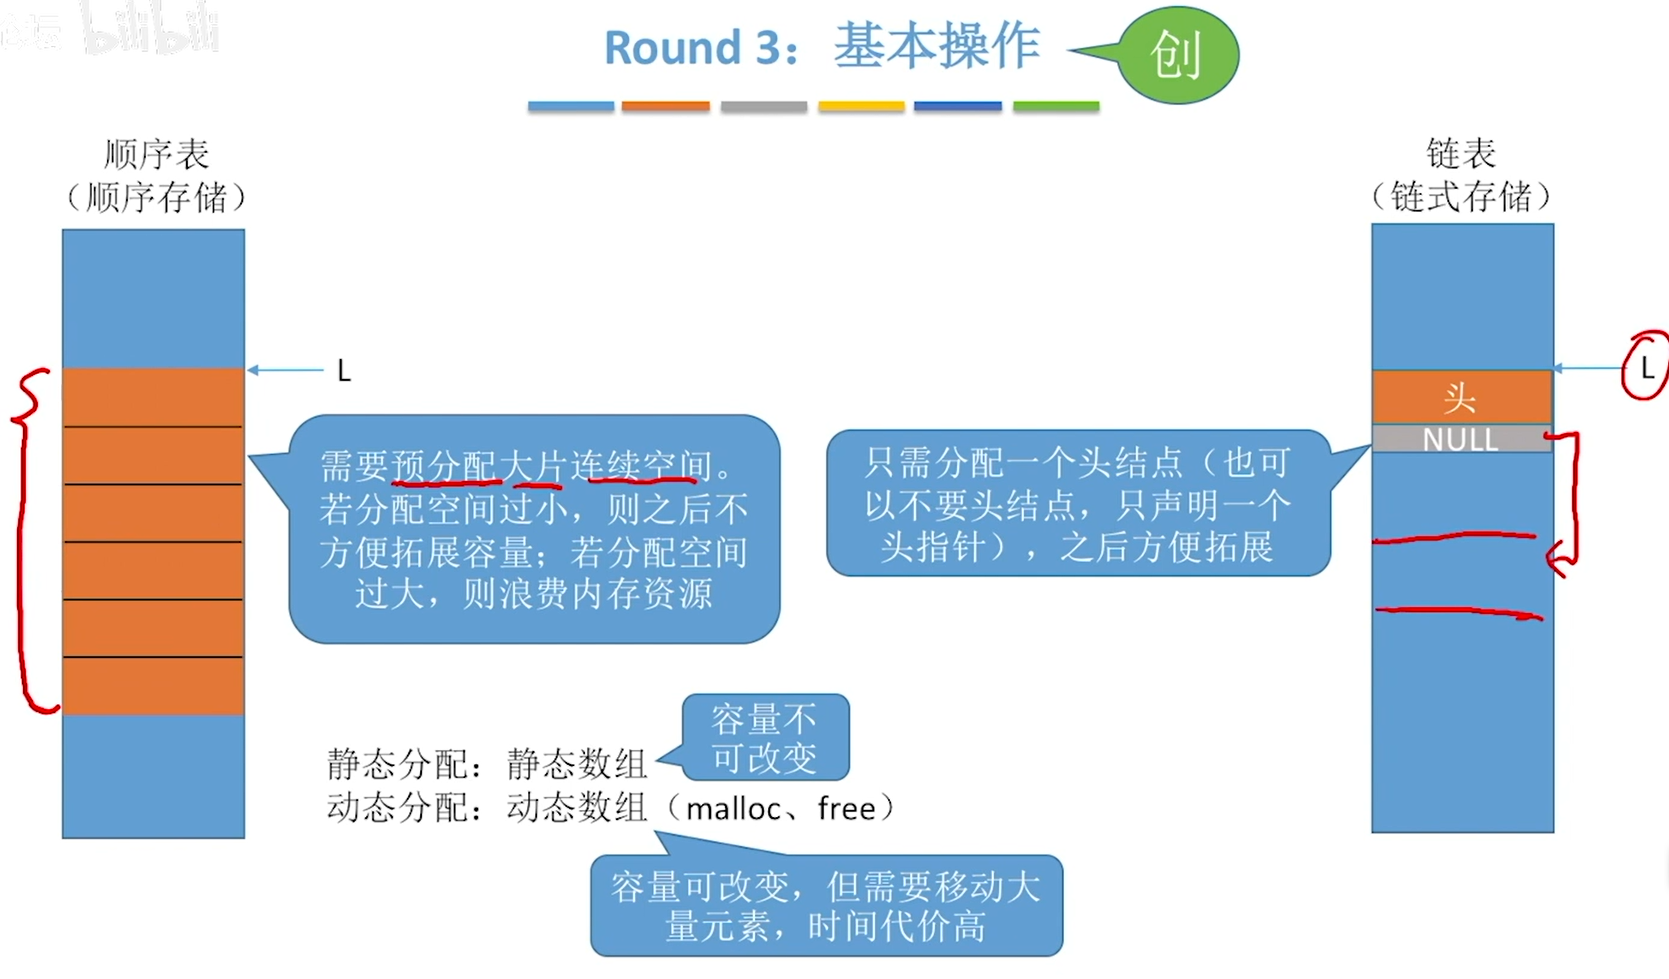 bilibili
Round 3：基本操作
创
顺序表
（顺序存储）
链表
（链式存储）
L
L
头
NULL
需要预分配大片连续空间。
若分配空间过小，则之后不
方便拓展容量；若分配空间
过大，则浪费内存资源
只需分配一个头结点（也可
以不要头结点，只声明一个
头指针），之后方便拓展
容量不
可改变
静态分配：静态数组
动态分配：动态数组（malloc、free）
容量可改变，但需要移动大
量元素，时间代价高